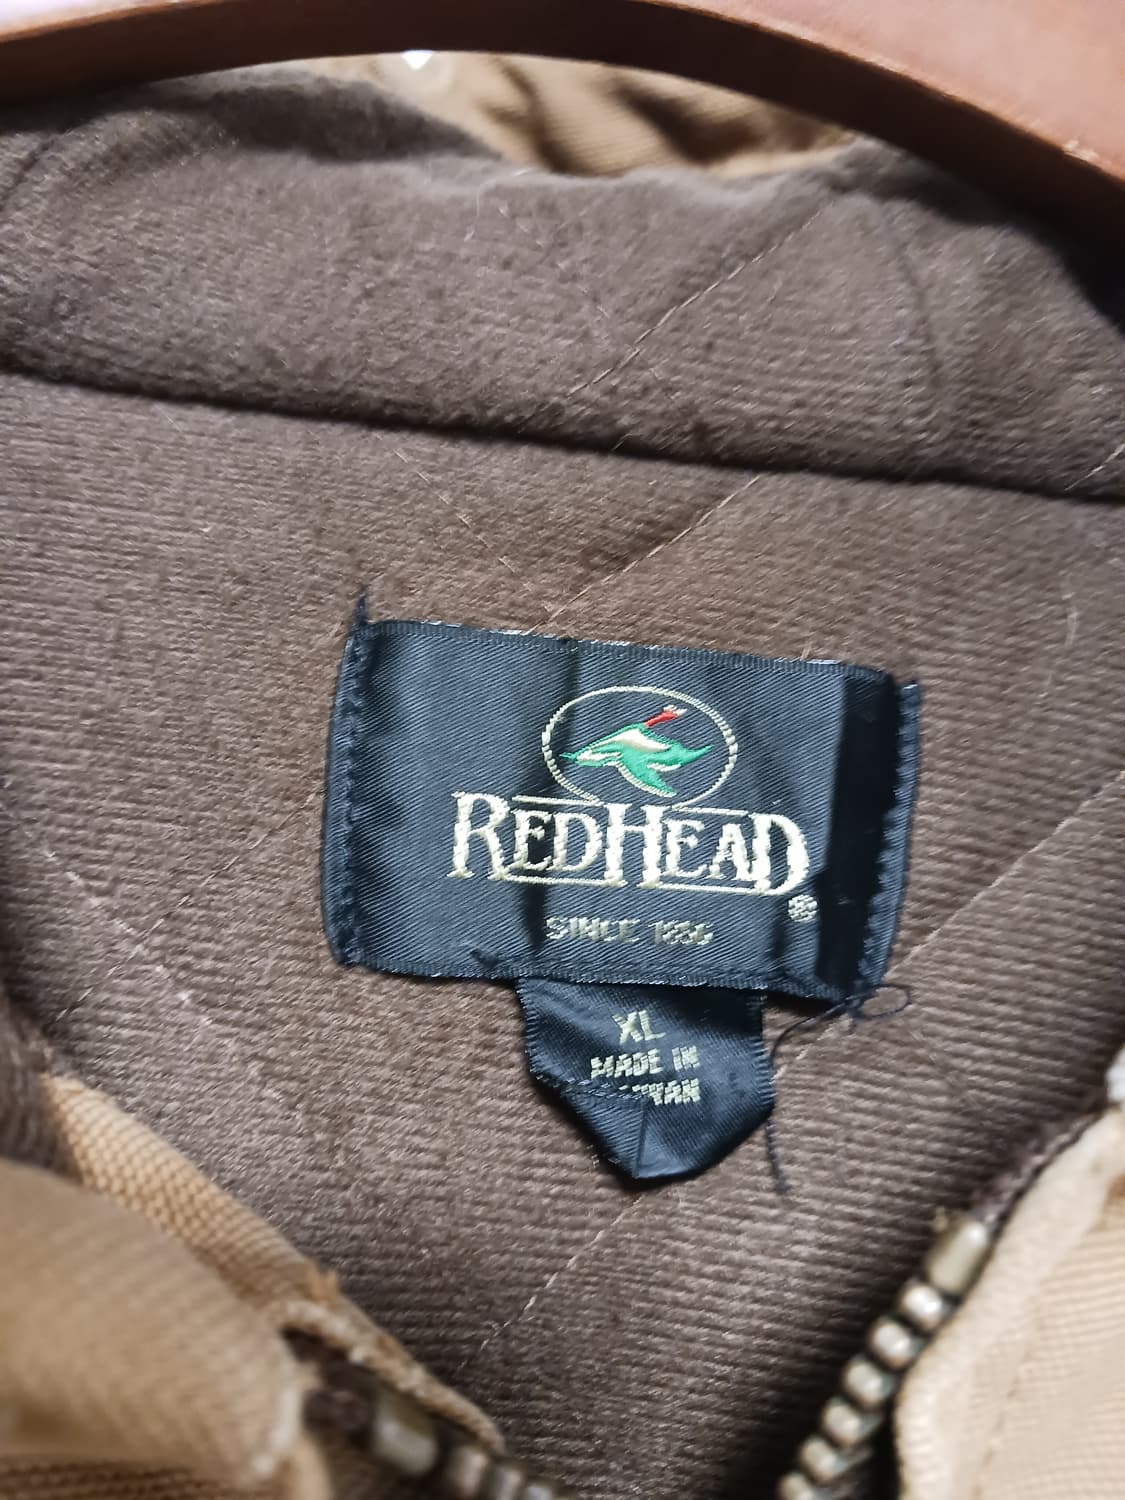 REDHEAD®
SINCE 1856
XL
MADE IN